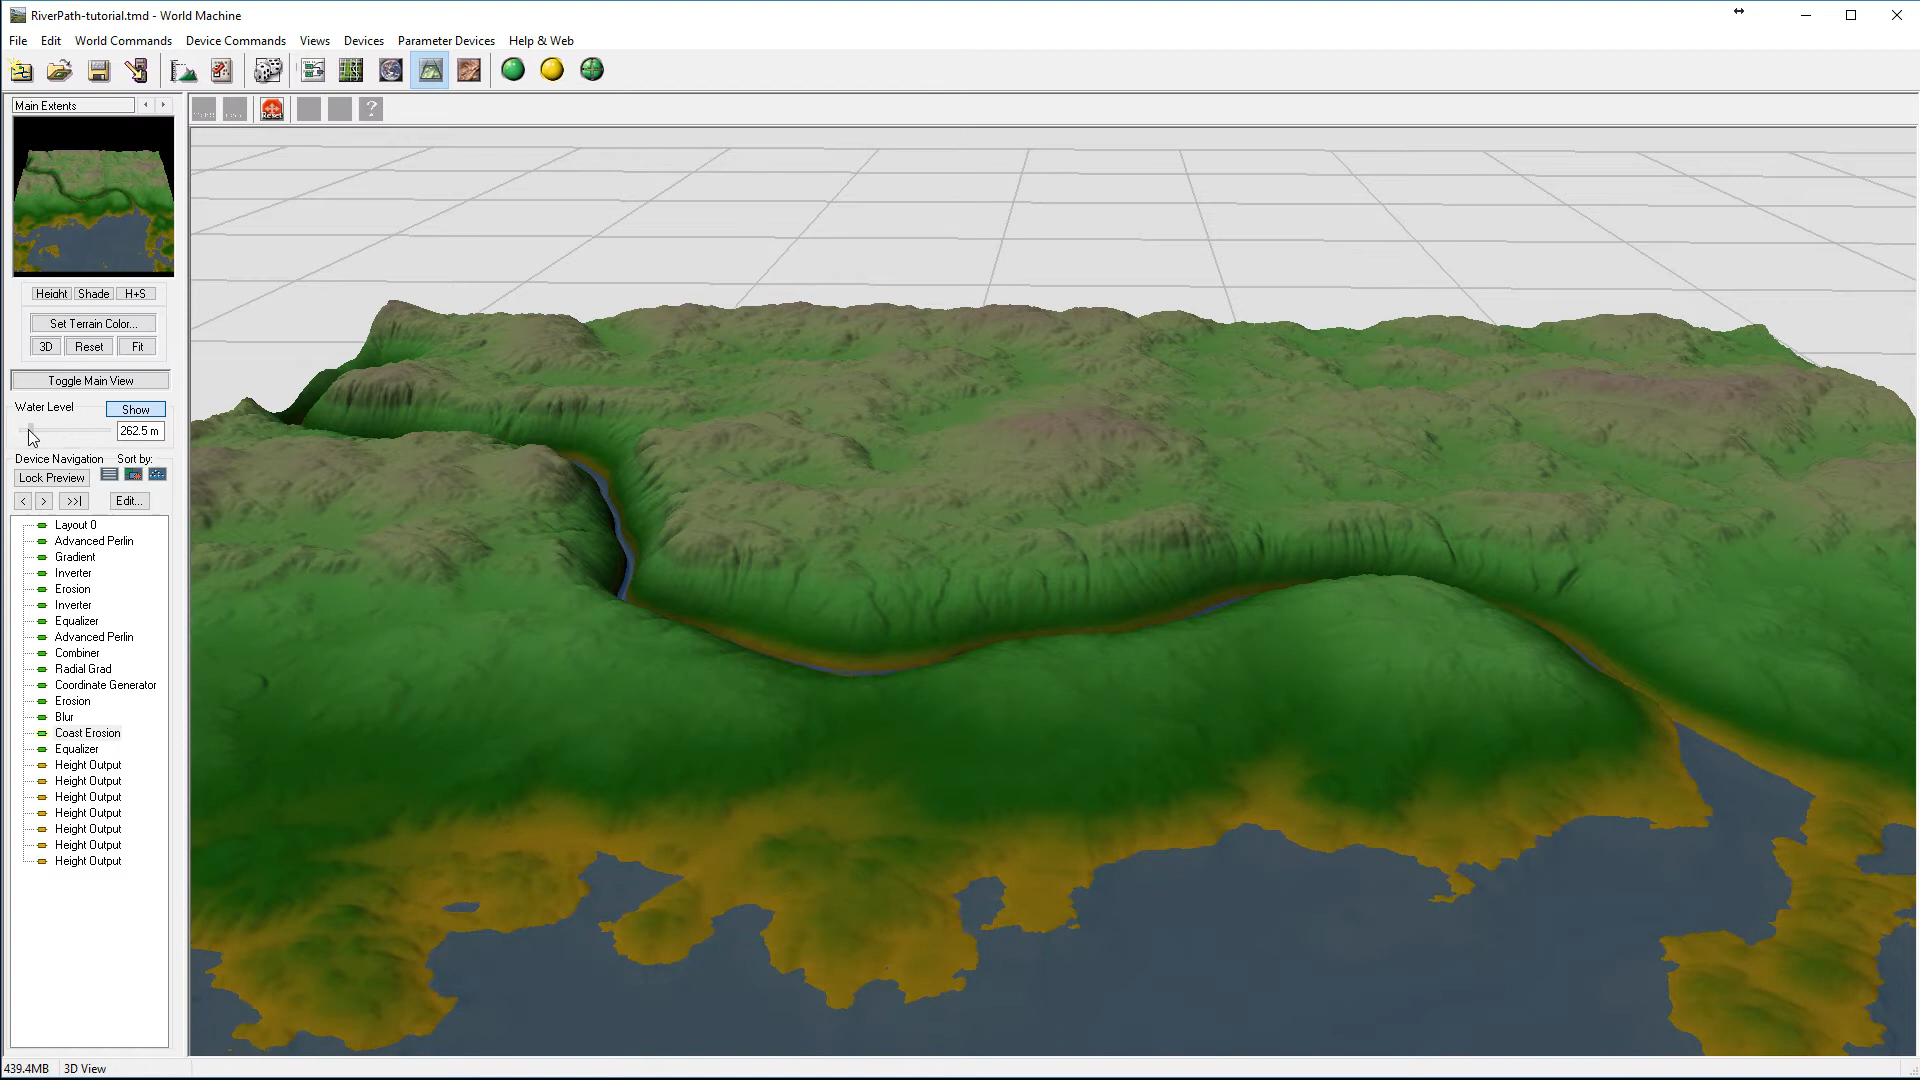 RiverPath-tutorial.tmd - World Machine
File Edit World Commands Device Commands Views Devices Parameter Devices Help & Web
Main Extents
Reset
?
Height Shade H+S
Set Terrain Color...
3D Reset Fit
Toggle Main View
Water Level Show
262.5 m
Device Navigation Sort by:
Lock Preview
< > >>| Edit...
Layout 0
Advanced Perlin
Gradient
Inverter
Erosion
Inverter
Equalizer
Advanced Perlin
Combiner
Radial Grad
Coordinate Generator
Erosion
Blur
Coast Erosion
Equalizer
Height Output
Height Output
Height Output
Height Output
Height Output
Height Output
Height Output
439.4MB 3D View